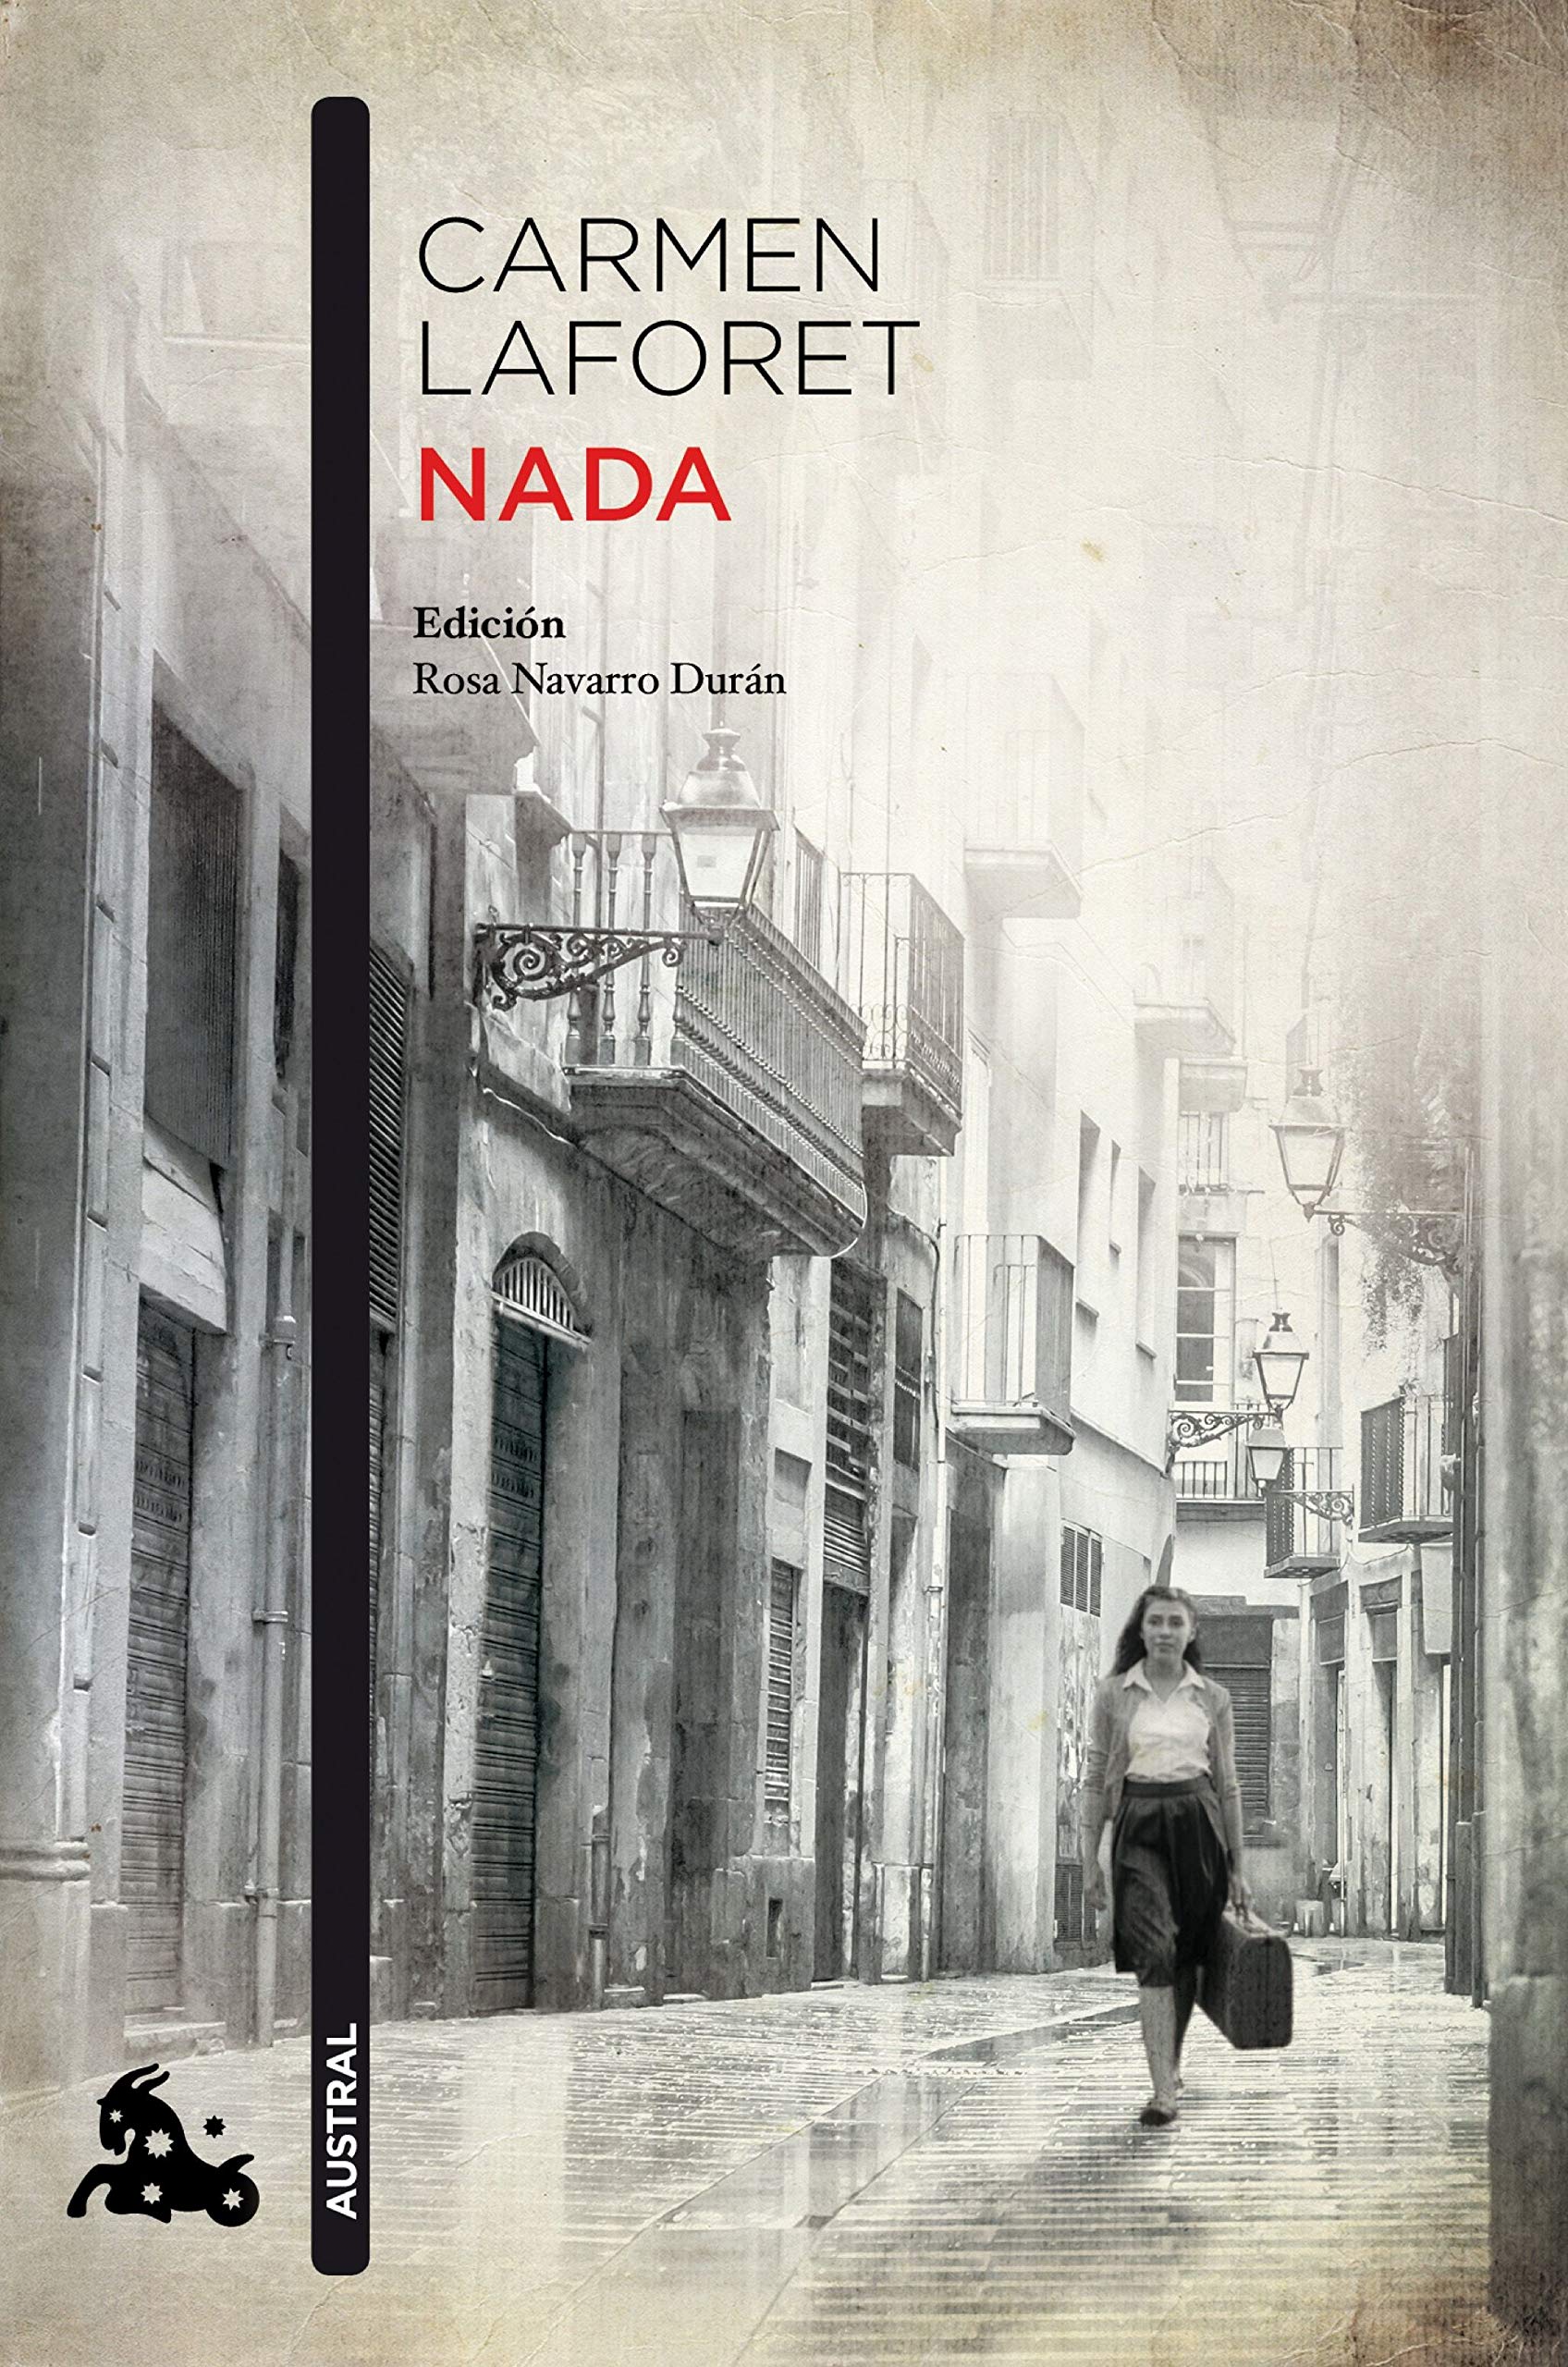 CARMEN
LAFORET
NADA
Edición
Rosa Navarro Durán
AUSTRAL